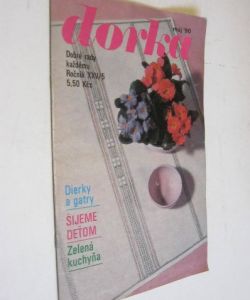 dorka
máj '90
Dobré rady
každému
Ročník XXV/5
5,50 Kčs
Dierky
a gatry
ŠIJEME
DEŤOM
Zelená
kuchyňa